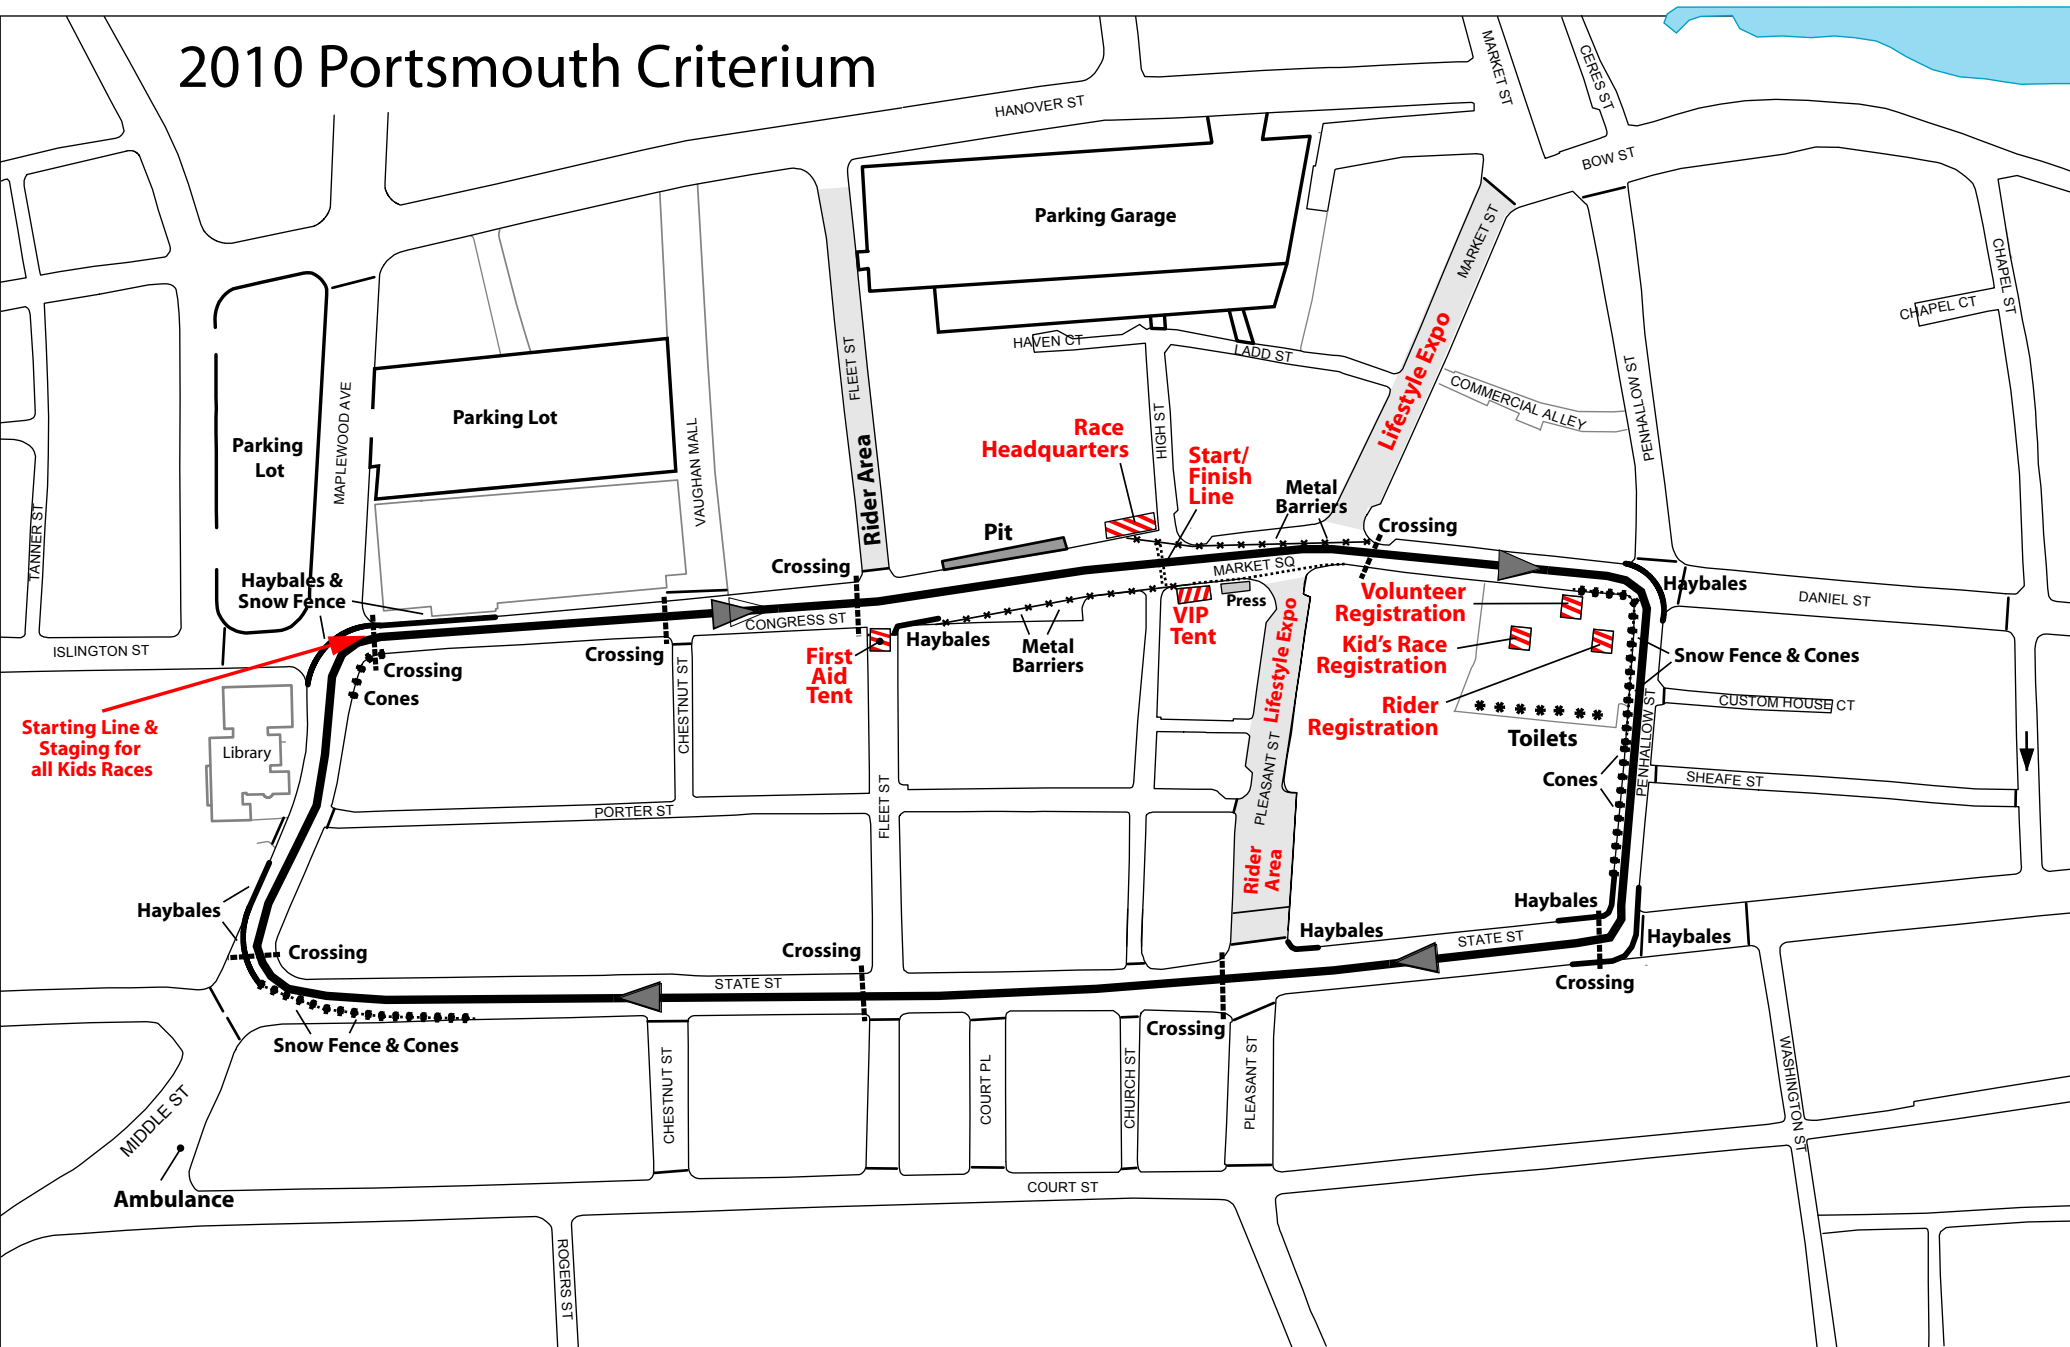 2010 Portsmouth Criterium
HANOVER ST
MARKET ST
CERES ST
BOW ST
Parking Garage
MARKET ST
CHAPEL ST
CHAPEL CT
HAVEN CT
LADD ST
FLEET ST
Lifestyle Expo
COMMERCIAL ALLEY
PENHALLOW ST
MAPLEWOOD AVE
Parking Lot
Parking
Lot
VAUGHAN MALL
Rider Area
Race
Headquarters
HIGH ST
Start/
Finish
Line
Metal
Barriers
Crossing
TANNER ST
Pit
Crossing
MARKET SQ
Haybales &
Snow Fence
Press
Volunteer
Registration
Haybales
DANIEL ST
CONGRESS ST
VIP
Tent
Lifestyle Expo
Kid's Race
Registration
Snow Fence & Cones
ISLINGTON ST
Crossing
Cones
Crossing
CHESTNUT ST
First
Aid
Tent
Haybales
Metal
Barriers
Rider
Registration
CUSTOM HOUSE CT
Starting Line &
Staging for
all Kids Races
Library
Toilets
PENHALLOW ST
PLEASANT ST
Cones
SHEAFE ST
PORTER ST
FLEET ST
Rider
Area
Haybales
Crossing
Crossing
Haybales
Haybales
Haybales
STATE ST
STATE ST
Crossing
Crossing
Snow Fence & Cones
CHESTNUT ST
COURT PL
CHURCH ST
PLEASANT ST
WASHINGTON ST
MIDDLE ST
Ambulance
COURT ST
ROGERS ST